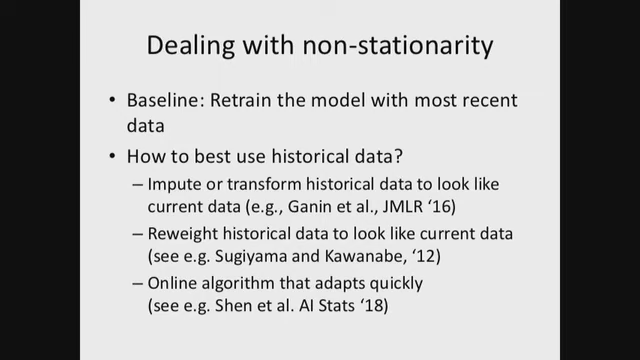 Dealing with non-stationarity
• Baseline: Retrain the model with most recent
data
• How to best use historical data?
– Impute or transform historical data to look like
current data (e.g., Ganin et al., JMLR ‘16)
– Reweight historical data to look like current data
(see e.g. Sugiyama and Kawanabe, ‘12)
– Online algorithm that adapts quickly
(see e.g. Shen et al. AI Stats ‘18)